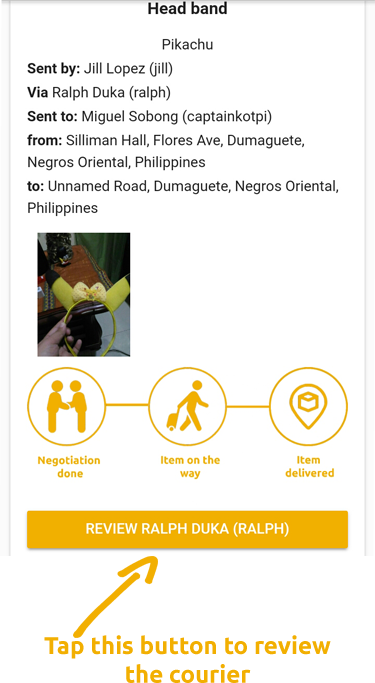 Head band
Pikachu
Sent by: Jill Lopez (jill)
Via Ralph Duka (ralph)
Sent to: Miguel Sobong (captainkotpi)
from: Silliman Hall, Flores Ave, Dumaguete,
Negros Oriental, Philippines
to: Unnamed Road, Dumaguete, Negros Oriental,
Philippines
Negotiation
done
Item on the
way
Item
delivered
REVIEW RALPH DUKA (RALPH)
Tap this button to review
the courier